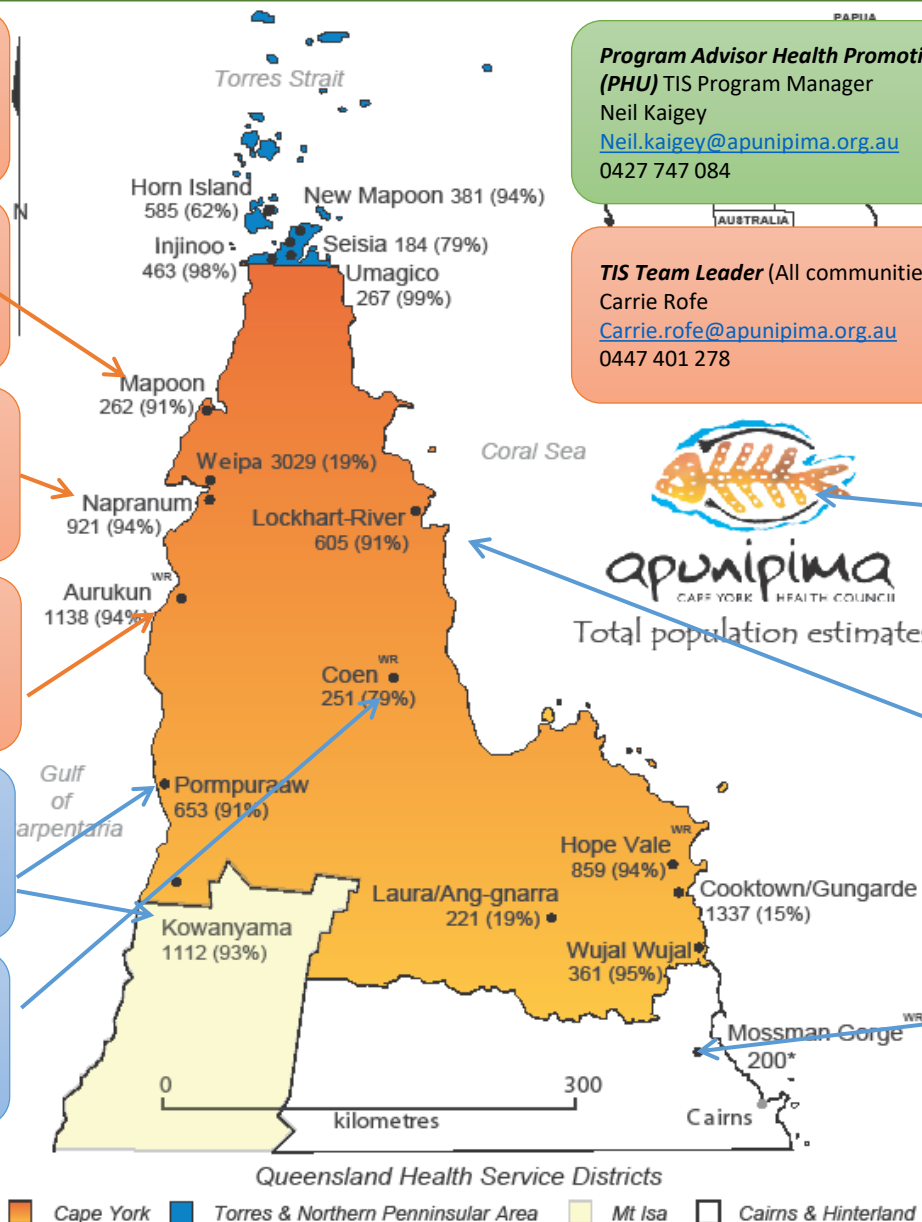 PAPUA
Torres Strait
Program Advisor Health Promoti
(PHU) TIS Program Manager
Neil Kaigey
Neil.kaigey@apunipima.org.au
0427 747 084
N
AUSTRALIA
TIS Team Leader (All communitie
Carrie Rofe
Carrie.rofe@apunipima.org.au
0447 401 278
Horn Island
585 (62%)
New Mapoon 381 (94%)
Injinoo
463 (98%)
Seisia 184 (79%)
Umagico
267 (99%)
Mapoon
262 (91%)
Coral Sea
Weipa 3029 (19%)
Napranum
921 (94%)
Lockhart-River
605 (91%)
apunipima
CAPE YORK HEALTH COUNCIL
Total population estimates
WR
Aurukun
1138 (94%)
WR
Coen
251 (79%)
Gulf
of
arpentaria
Pormpuraaw
653 (91%)
WR
Hope Vale
859 (94%)
Cooktown/Gungarde
1337 (15%)
Laura/Ang-gnarra
221 (19%)
Kowanyama
1112 (93%)
Wujal Wujal
361 (95%)
WR
Mossman Gorge
200*
0 300
kilometres
Cairns
Queensland Health Service Districts
Cape York Torres & Northern Penninsular Area Mt Isa Cairns & Hinterland